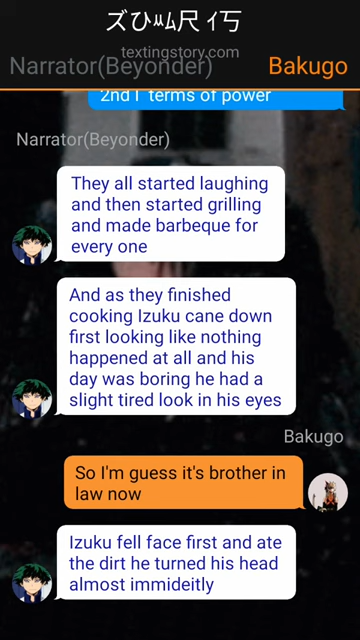 ズひﾑﾑ尺 ｲ丂
textingstory.com
Narrator(Beyonder) Bakugo
terms of power
Narrator(Beyonder)
They all started laughing
and then started grilling
and made barbeque for
every one
And as they finished
cooking Izuku cane down
first looking like nothing
happened at all and his
day was boring he had a
slight tired look in his eyes
Bakugo
So I'm guess it's brother in
law now
Izuku fell face first and ate
the dirt he turned his head
almost immideitly